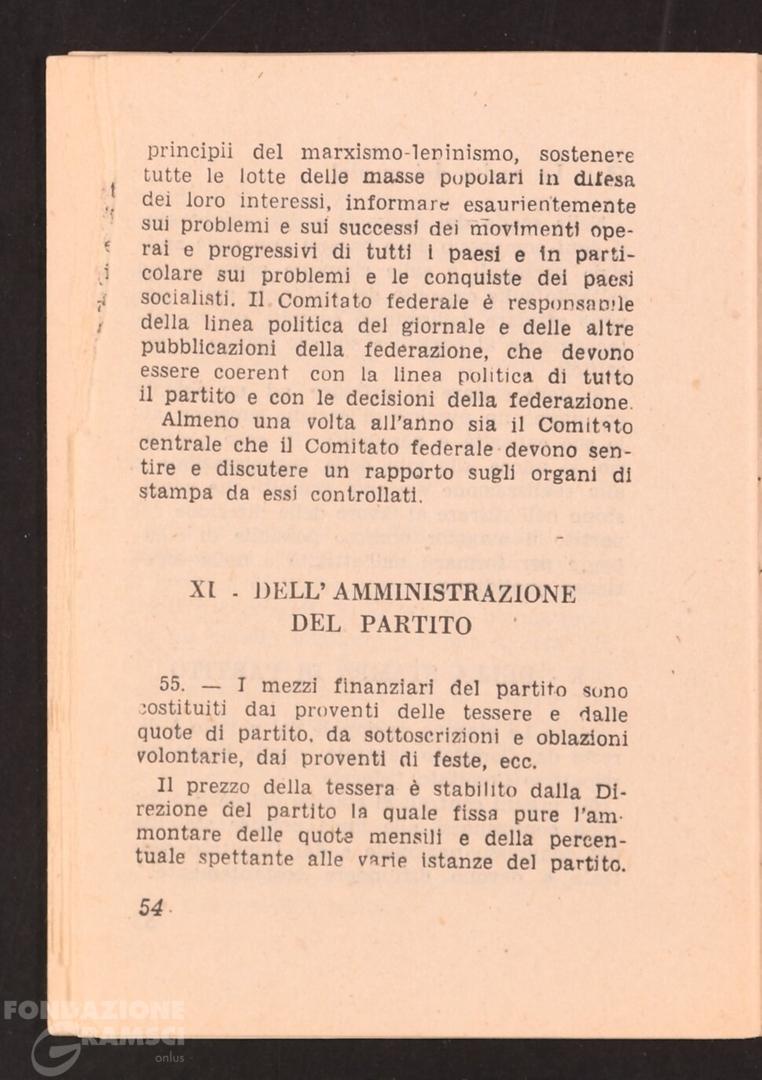 principii del marxismo-leninismo, sostenere
tutte le lotte delle masse popolari in difesa
dei loro interessi, informare esaurientemente
sui problemi e sui successi dei movimenti ope-
rai e progressivi di tutti i paesi e in parti-
colare sui problemi e le conquiste dei paesi
socialisti. Il Comitato federale è responsabile
della linea politica del giornale e delle altre
pubblicazioni della federazione, che devono
essere coerent con la linea politica di tutto
il partito e con le decisioni della federazione.
Almeno una volta all'anno sia il Comitato
centrale che il Comitato federale devono sen-
tire e discutere un rapporto sugli organi di
stampa da essi controllati.
XI - DELL' AMMINISTRAZIONE
DEL PARTITO
55. — I mezzi finanziari del partito sono
costituiti dai proventi delle tessere e dalle
quote di partito, da sottoscrizioni e oblazioni
volontarie, dai proventi di feste, ecc.
Il prezzo della tessera è stabilito dalla Di-
rezione del partito la quale fissa pure l'am-
montare delle quote mensili e della percen-
tuale spettante alle varie istanze del partito.
54
FONDAZIONE
GRAMSCI
onlus